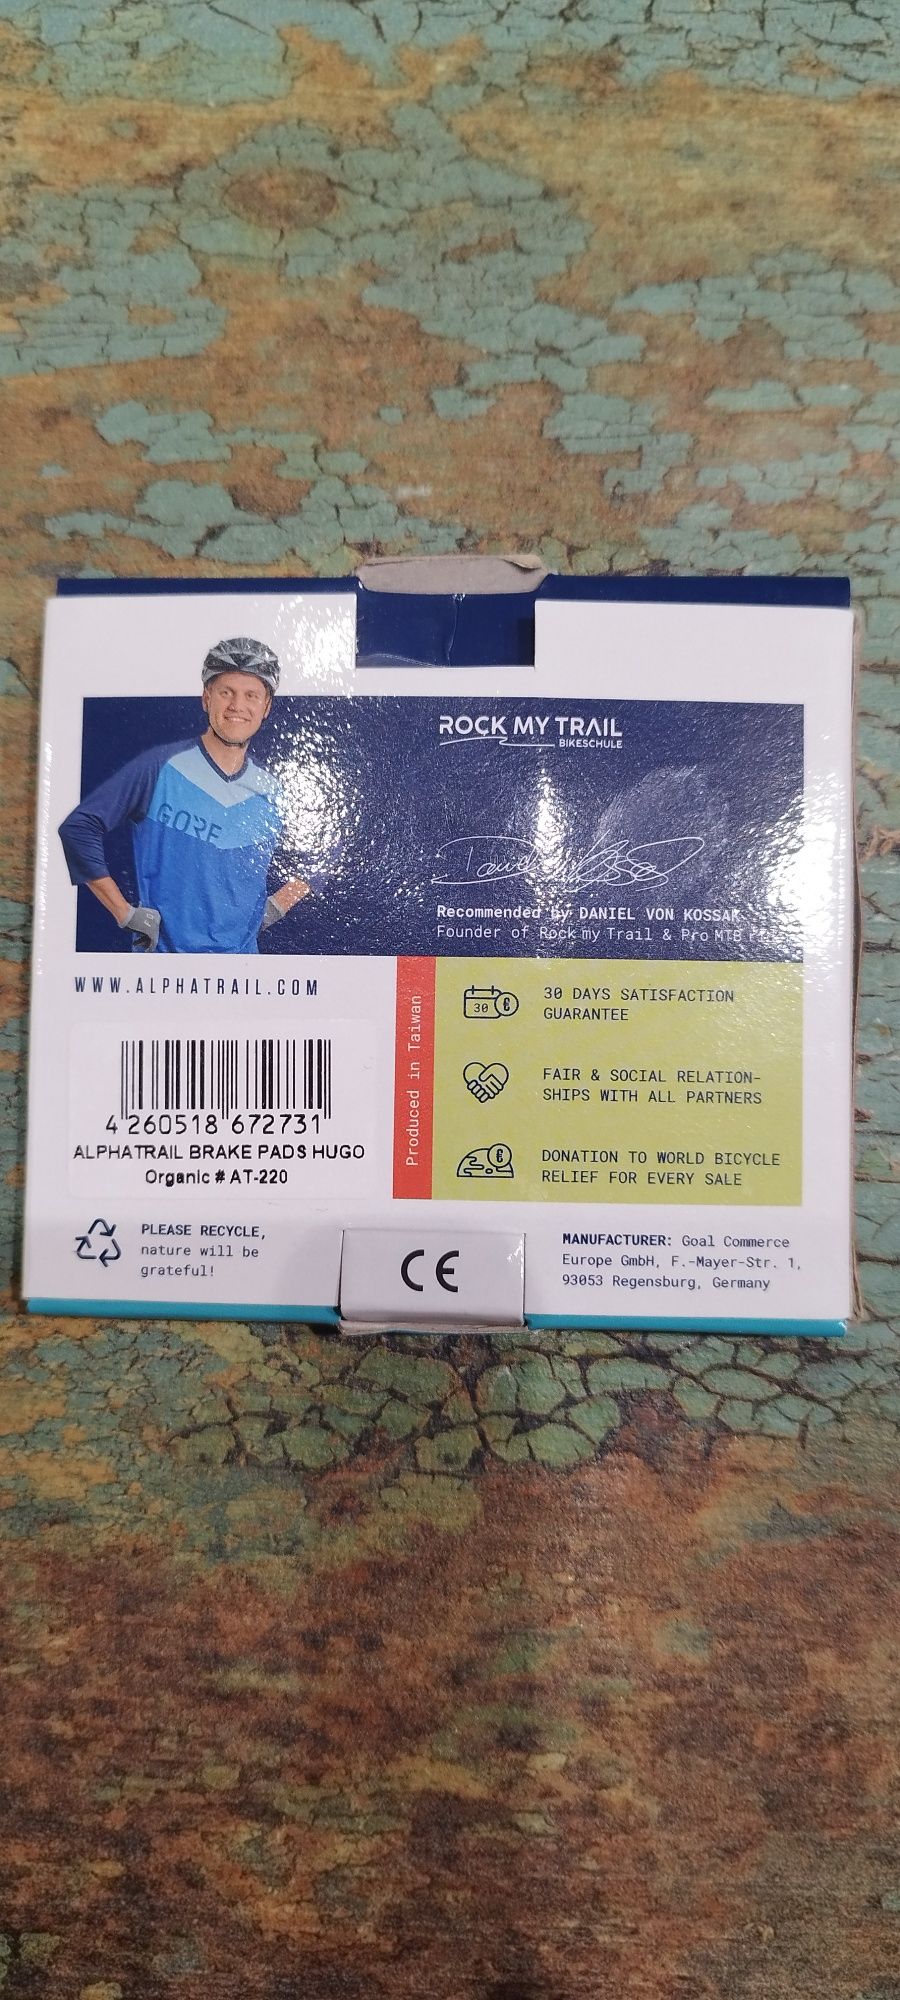 ROCK MY TRAIL
BIKESCHULE
GORE
Recommended by DANIEL VON KOSSAK
Founder of Rock my Trail & Pro MTB
WWW.ALPHATRAIL.COM
4 260518 672731
ALPHATRAIL BRAKE PADS HUGO
Organic # AT-220
Produced in Taiwan
30
30 DAYS SATISFACTION
GUARANTEE
FAIR & SOCIAL RELATION-
SHIPS WITH ALL PARTNERS
DONATION TO WORLD BICYCLE
RELIEF FOR EVERY SALE
PLEASE RECYCLE,
nature will be
grateful!
CE
MANUFACTURER: Goal Commerce
Europe GmbH, F.-Mayer-Str. 1,
93053 Regensburg, Germany